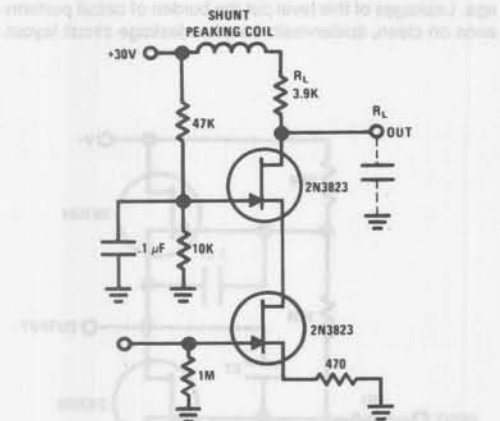 SHUNT
PEAKING COIL
+30V
RL
3.9K
47K
RL
OUT
2N3823
.1 µF
10K
2N3823
470
1M